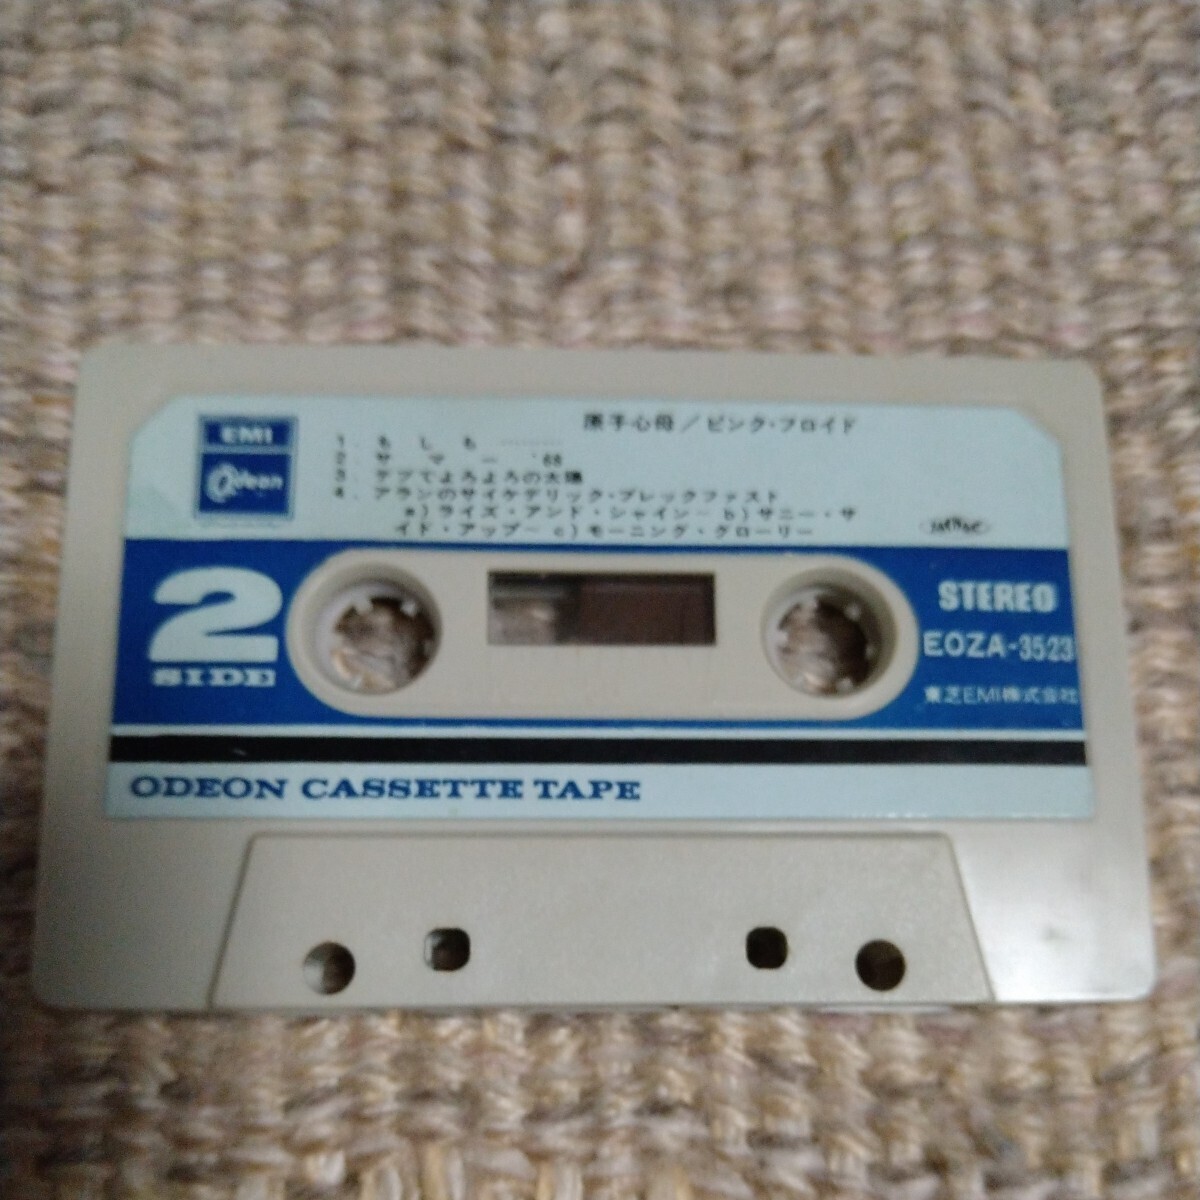 原子心母／ピンク・フロイド
EMI
Odeon
1. もしも………
2. サマー '68
3. デブでよろよろの太陽
4. アランのサイケデリック・ブレックファスト
a)ライズ・アンド・シャイン― b)サニー・サ
イド・アップ― c)モーニング・グローリー
2
SIDE
STEREO
EOZA-3523
東芝EMI株式会社
ODEON CASSETTE TAPE